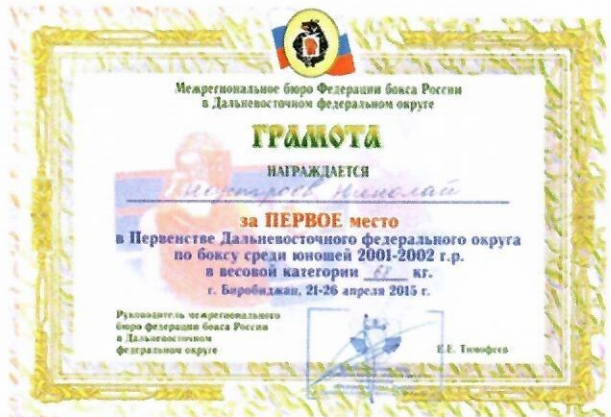 Межрегиональное бюро Федерации бокса России
в Дальневосточном федеральном округе
ГРАМОТА
НАГРАЖДАЕТСЯ
Неустроев Николай
за ПЕРВОЕ место
в Первенстве Дальневосточного федерального округа
по боксу среди юношей 2001-2002 г.р.
в весовой категории кг.
г. Биробиджан, 21-26 апреля 2015 г.
Руководитель межрегионального
бюро федерации бокса России
в Дальневосточном
федеральном округе
Е.Е. Тимофеев